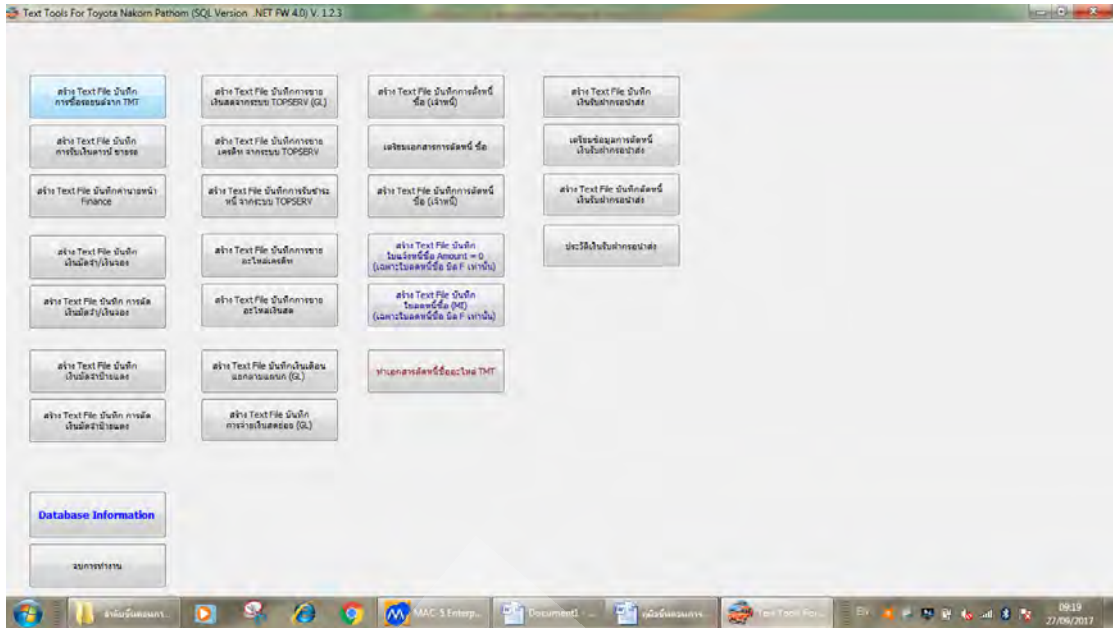 Text Tools For Toyota Nakorn Pathom (SQL Version .NET FW 4.0) V. 1.2.3
สร้าง Text File บันทึก
การซื้อรถยนต์จาก TMT
สร้าง Text File บันทึก
การรับเงินดาวน์ ขายรถ
สร้าง Text File บันทึกค่านายหน้า
Finance
สร้าง Text File บันทึก
เงินมัดจำ/เงินจอง
สร้าง Text File บันทึก การตัด
เงินมัดจำ/เงินจอง
สร้าง Text File บันทึก
เงินมัดจำป้ายแดง
สร้าง Text File บันทึก การตัด
เงินมัดจำป้ายแดง
Database Information
จบการทำงาน
สร้าง Text File บันทึกการขาย
เงินสดจากระบบ TOPSERV (GL)
สร้าง Text File บันทึกการขาย
เครดิท จากระบบ TOPSERV
สร้าง Text File บันทึกการรับชำระ
หนี้ จากระบบ TOPSERV
สร้าง Text File บันทึกการขาย
อะไหล่เครดิท
สร้าง Text File บันทึกการขาย
อะไหล่เงินสด
สร้าง Text File บันทึกเงินเดือน
แยกตามแผนก (GL)
สร้าง Text File บันทึก
การจ่ายเงินสดย่อย (GL)
สร้าง Text File บันทึกการตั้งหนี้
ซื้อ (เจ้าหนี้)
เตรียมเอกสารการตัดหนี้ ซื้อ
สร้าง Text File บันทึกการตัดหนี้
ซื้อ (เจ้าหนี้)
สร้าง Text File บันทึก
ใบแจ้งหนี้ซื้อ Amount = 0
(เฉพาะใบลดหนี้ซื้อ บิล F เท่านั้น)
สร้าง Text File บันทึก
ใบลดหนี้ซื้อ (MI)
(เฉพาะใบลดหนี้ซื้อ บิล F เท่านั้น)
ทำเอกสารตัดหนี้ซื้ออะไหล่ TMT
สร้าง Text File บันทึก
เงินรับฝากรอนำส่ง
เตรียมข้อมูลการตัดหนี้
เงินรับฝากรอนำส่ง
สร้าง Text File บันทึกตัดหนี้
เงินรับฝากรอนำส่ง
ประวัติเงินรับฝากรอนำส่ง
MAC-5 Enterp...
Document1 - ...
Text Tools For...
EN
09:19
27/09/2017